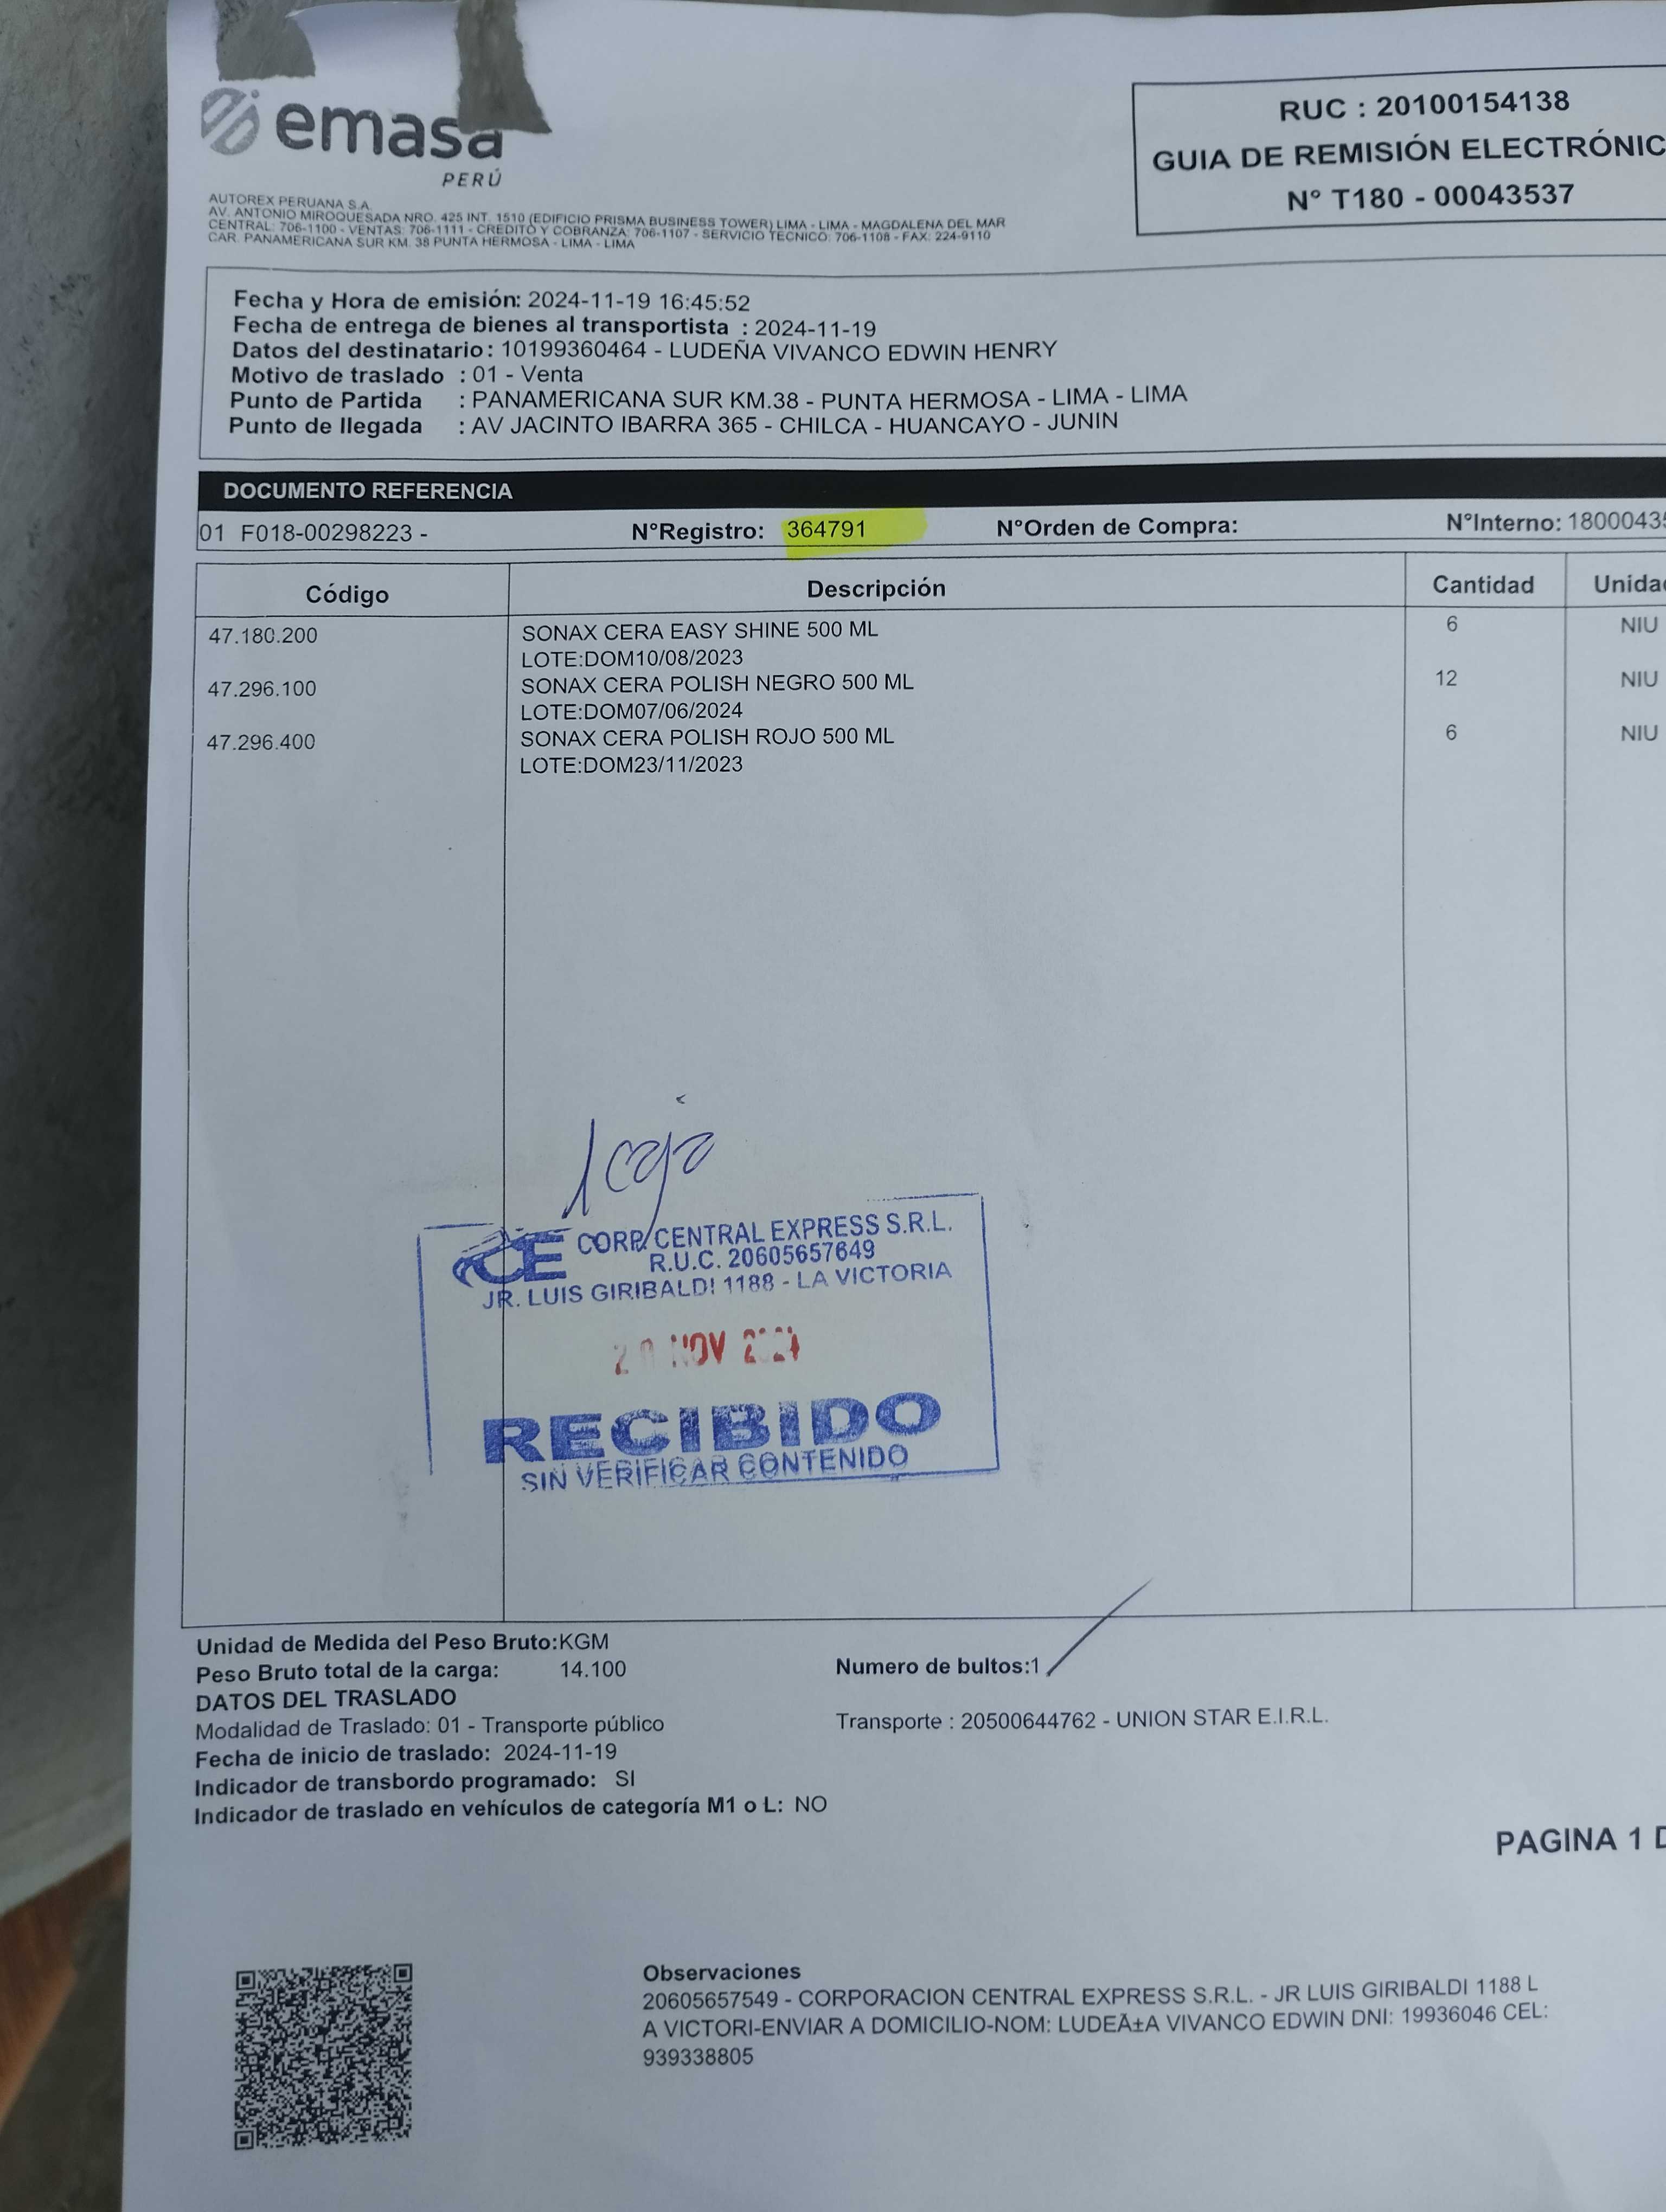 emasa
PERÚ
RUC : 20100154138
GUIA DE REMISIÓN ELECTRÓNIC
N° T180 - 00043537
AUTOREX PERUANA S.A.
AV. ANTONIO MIROQUESADA NRO. 425 INT. 1510 (EDIFICIO PRISMA BUSINESS TOWER) LIMA - LIMA - MAGDALENA DEL MAR
CENTRAL: 706-1100 - VENTAS: 706-1111 - CREDITO Y COBRANZA: 706-1107 - SERVICIO TECNICO: 706-1108 - FAX: 224-9110
CAR. PANAMERICANA SUR KM. 38 PUNTA HERMOSA - LIMA - LIMA
Fecha y Hora de emisión: 2024-11-19 16:45:52
Fecha de entrega de bienes al transportista : 2024-11-19
Datos del destinatario: 10199360464 - LUDEÑA VIVANCO EDWIN HENRY
Motivo de traslado : 01 - Venta
Punto de Partida : PANAMERICANA SUR KM.38 - PUNTA HERMOSA - LIMA - LIMA
Punto de llegada : AV JACINTO IBARRA 365 - CHILCA - HUANCAYO - JUNIN
DOCUMENTO REFERENCIA
01 F018-00298223 - N°Registro: 364791 N°Orden de Compra: N°Interno: 1800043
Código Descripción Cantidad Unida
47.180.200 SONAX CERA EASY SHINE 500 ML 6 NIU
LOTE:DOM10/08/2023
47.296.100 SONAX CERA POLISH NEGRO 500 ML 12 NIU
LOTE:DOM07/06/2024
47.296.400 SONAX CERA POLISH ROJO 500 ML 6 NIU
LOTE:DOM23/11/2023
1 caja
CE CORP. CENTRAL EXPRESS S.R.L.
R.U.C. 20605657649
JR. LUIS GIRIBALDI 1188 - LA VICTORIA
NOV
RECIBIDO
SIN VERIFICAR CONTENIDO
Unidad de Medida del Peso Bruto:KGM
Peso Bruto total de la carga: 14.100 Numero de bultos:1
DATOS DEL TRASLADO
Modalidad de Traslado: 01 - Transporte público Transporte : 20500644762 - UNION STAR E.I.R.L.
Fecha de inicio de traslado: 2024-11-19
Indicador de transbordo programado: SI
Indicador de traslado en vehículos de categoría M1 o L: NO
PAGINA 1 D
Observaciones
20605657549 - CORPORACION CENTRAL EXPRESS S.R.L. - JR LUIS GIRIBALDI 1188 L
A VICTORI-ENVIAR A DOMICILIO-NOM: LUDEÃ±A VIVANCO EDWIN DNI: 19936046 CEL:
939338805